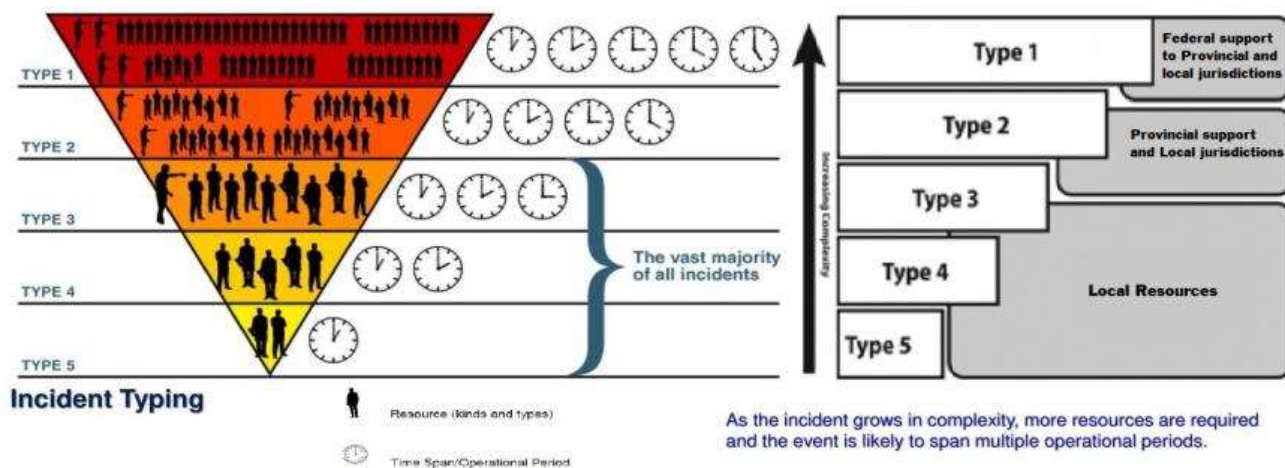 TYPE 1
TYPE 2
TYPE 3
TYPE 4
TYPE 5
The vast majority
of all incidents
Incident Typing
Resource (kinds and types)
Time Span/Operational Period
Increasing Complexity
Type 1
Federal support
to Provincial and
local jurisdictions
Type 2
Provincial support
and Local jurisdictions
Type 3
Type 4
Local Resources
Type 5
As the incident grows in complexity, more resources are required
and the event is likely to span multiple operational periods.